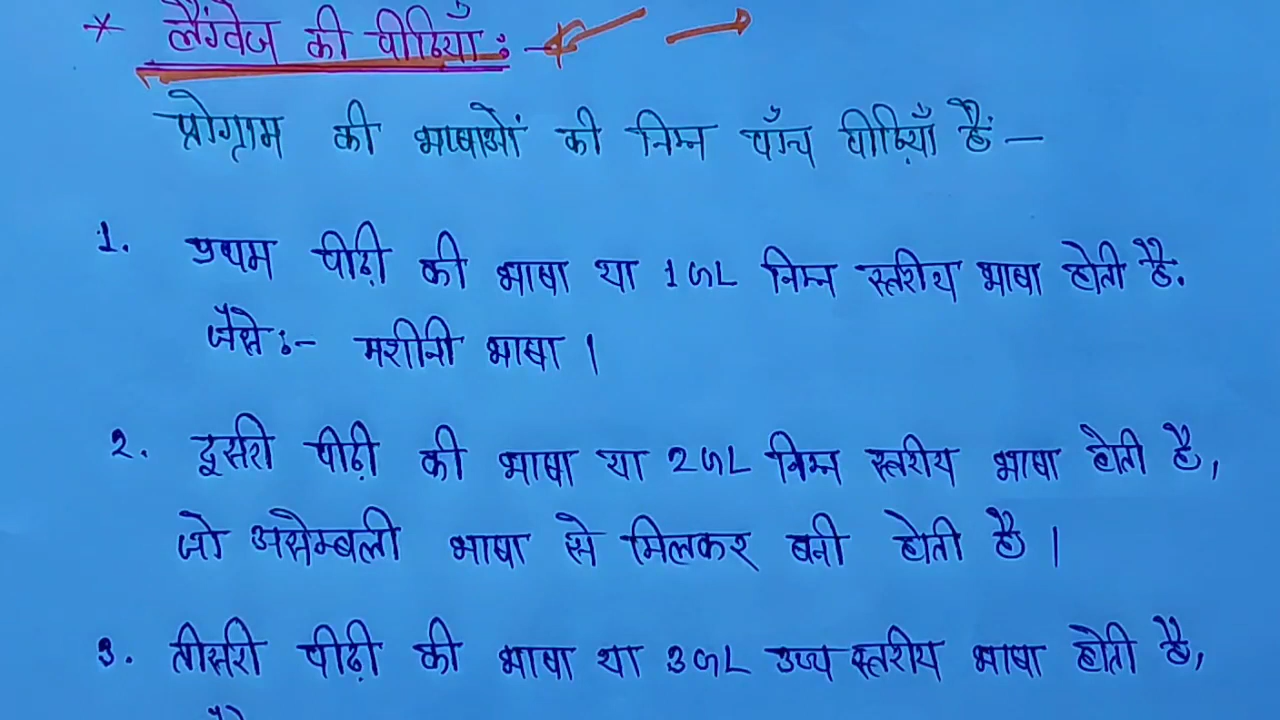 * लैंग्वेज की पीढियाँ :-
प्रोग्राम की भाषाओं की निम्न पाँच पीढ़ियाँ हैं —
1. प्रथम पीढ़ी की भाषा या 1GL निम्न स्तरीय भाषा होती है.
जैसे :- मशीनी भाषा ।
2. दूसरी पीढ़ी की भाषा या 2GL निम्न स्तरीय भाषा होती है,
जो असेम्बली भाषा से मिलकर बनी होती है ।
3. तीसरी पीढ़ी की भाषा या 3GL उच्च स्तरीय भाषा होती है,